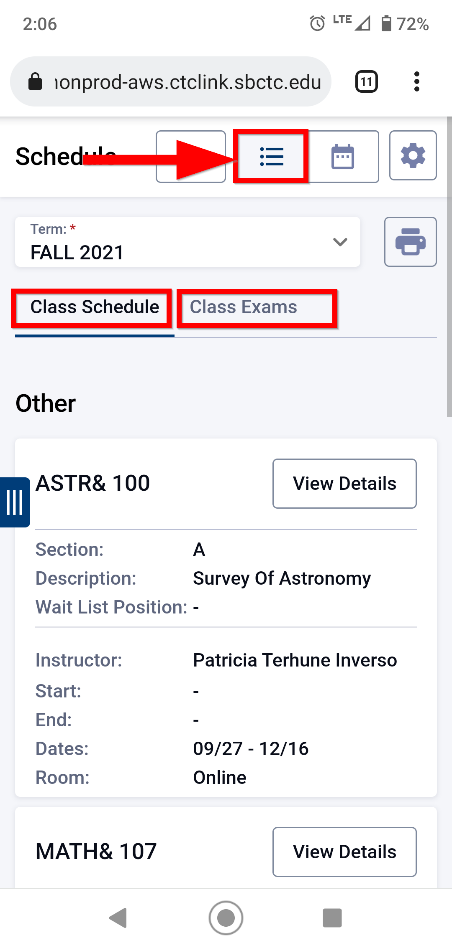 2:06 LTE 72%
nonprod-aws.ctclink.sbctc.edu 11
Schedule
Term: *
FALL 2021
Class Schedule Class Exams
Other
ASTR& 100 View Details
Section: A
Description: Survey Of Astronomy
Wait List Position: -
Instructor: Patricia Terhune Inverso
Start: -
End: -
Dates: 09/27 - 12/16
Room: Online
MATH& 107 View Details